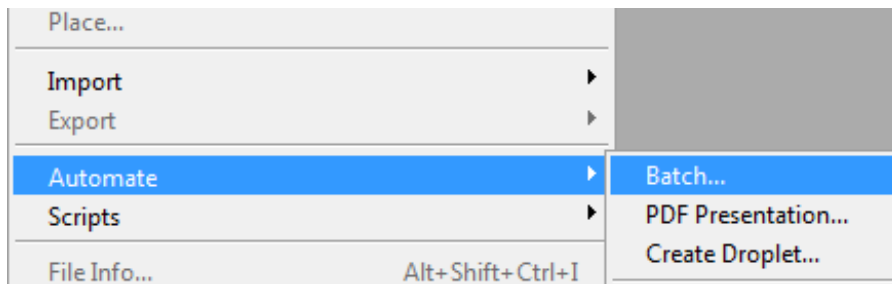 Place...
Import
Export
Automate
Batch...
Scripts
PDF Presentation...
Create Droplet...
File Info... Alt+Shift+Ctrl+I